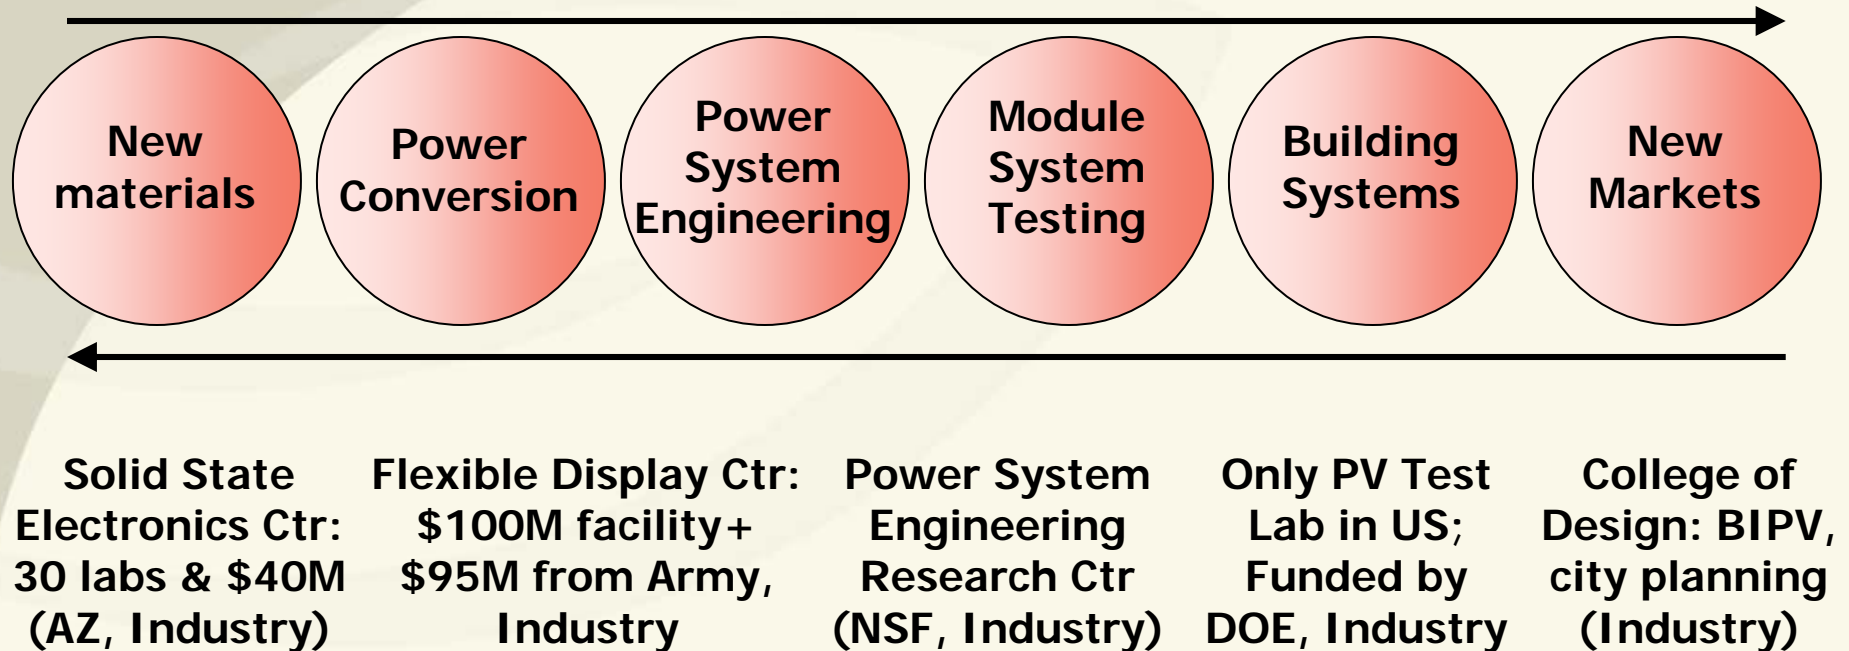 New
materials
Power
Conversion
Power
System
Engineering
Module
System
Testing
Building
Systems
New
Markets
Solid State
Electronics Ctr:
30 labs & $40M
(AZ, Industry)
Flexible Display Ctr:
$100M facility+
$95M from Army,
Industry
Power System
Engineering
Research Ctr
(NSF, Industry)
Only PV Test
Lab in US;
Funded by
DOE, Industry
College of
Design: BIPV,
city planning
(Industry)